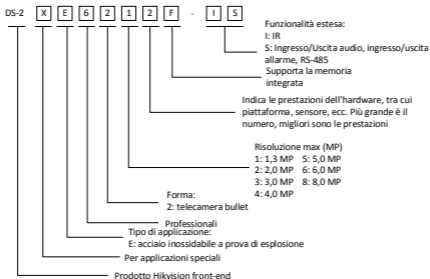 DS-2 X E 6 2 1 2 F - I S
Funzionalità estesa:
I: IR
S: Ingresso/Uscita audio, ingresso/uscita
allarme, RS-485
Supporta la memoria
integrata
Indica le prestazioni dell'hardware, tra cui
piattaforma, sensore, ecc. Più grande è il
numero, migliori sono le prestazioni
Risoluzione max (MP)
1: 1,3 MP 5: 5,0 MP
2: 2,0 MP 6: 6,0 MP
3: 3,0 MP 8: 8,0 MP
4: 4,0 MP
Forma:
2: telecamera bullet
Professionali
Tipo di applicazione:
E: acciaio inossidabile a prova di esplosione
Per applicazioni speciali
Prodotto Hikvision front-end